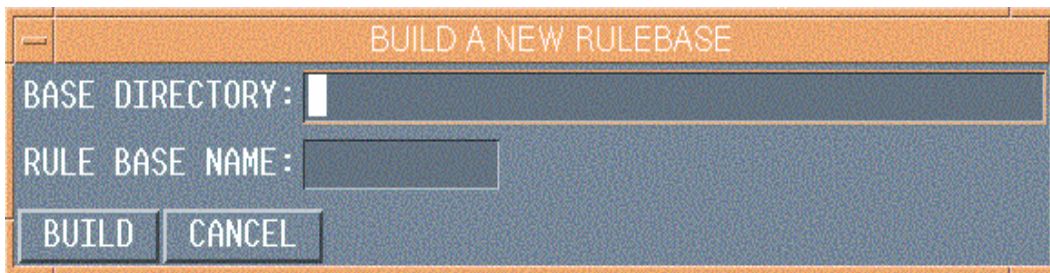 BUILD A NEW RULEBASE
BASE DIRECTORY:
RULE BASE NAME:
BUILD CANCEL